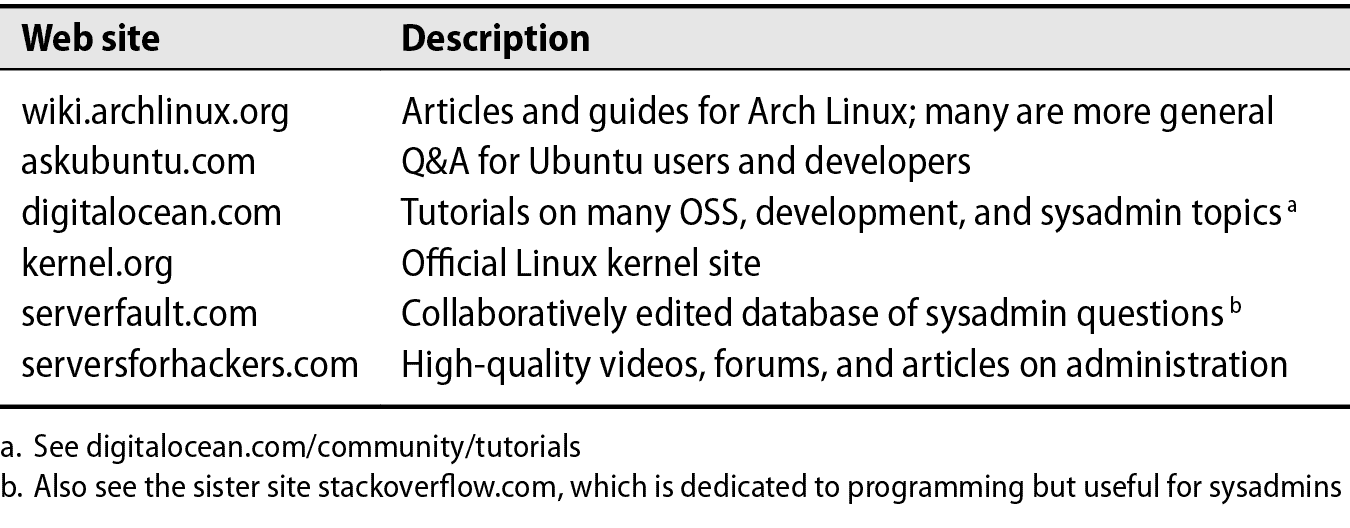 Web site Description
wiki.archlinux.org Articles and guides for Arch Linux; many are more general
askubuntu.com Q&A for Ubuntu users and developers
digitalocean.com Tutorials on many OSS, development, and sysadmin topics a
kernel.org Official Linux kernel site
serverfault.com Collaboratively edited database of sysadmin questions b
serversforhackers.com High-quality videos, forums, and articles on administration
a. See digitalocean.com/community/tutorials
b. Also see the sister site stackoverflow.com, which is dedicated to programming but useful for sysadmins